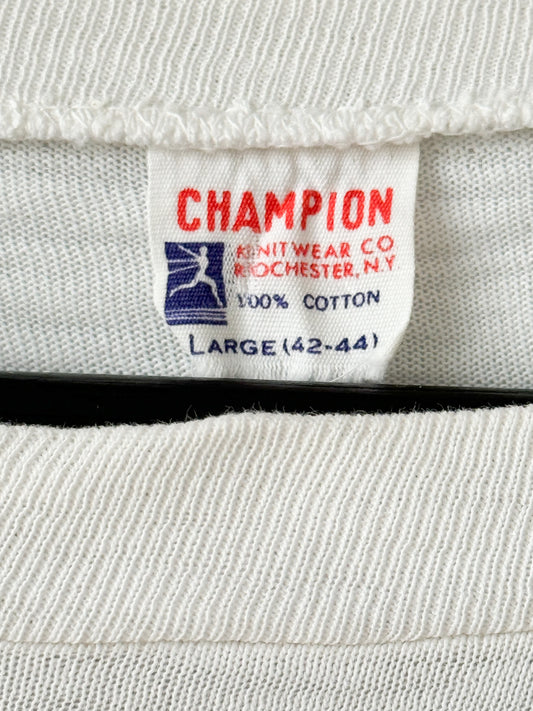 CHAMPION
KNITWEAR CO
ROCHESTER, N.Y
100% COTTON
LARGE (42-44)